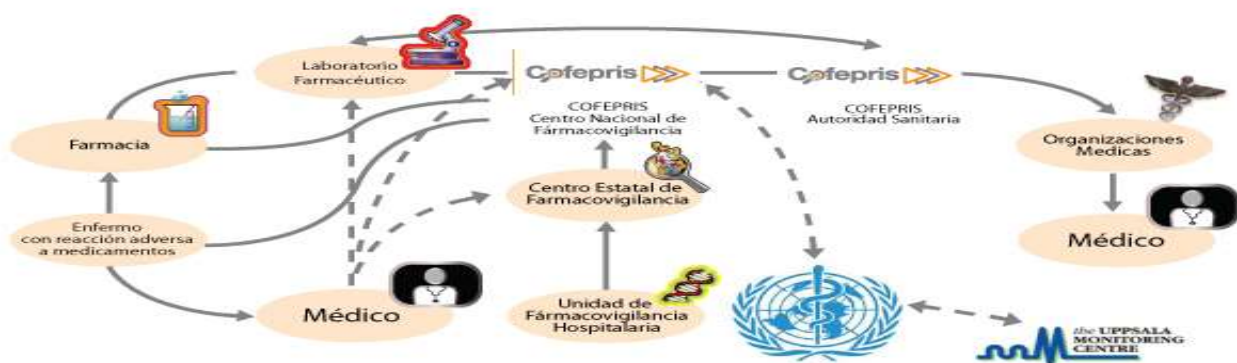 Laboratorio
Farmacéutico
Cofepris
COFEPRIS
Centro Nacional de
Fármacovigilancia
Cofepris
COFEPRIS
Autoridad Sanitaria
Organizaciones
Medicas
Médico
Farmacia
Centro Estatal de
Farmacovigilancia
Enfermo
con reacción adversa
a medicamentos
Médico
Unidad de
Fármacovigilancia
Hospitalaria
the UPPSALA
MONITORING
CENTRE